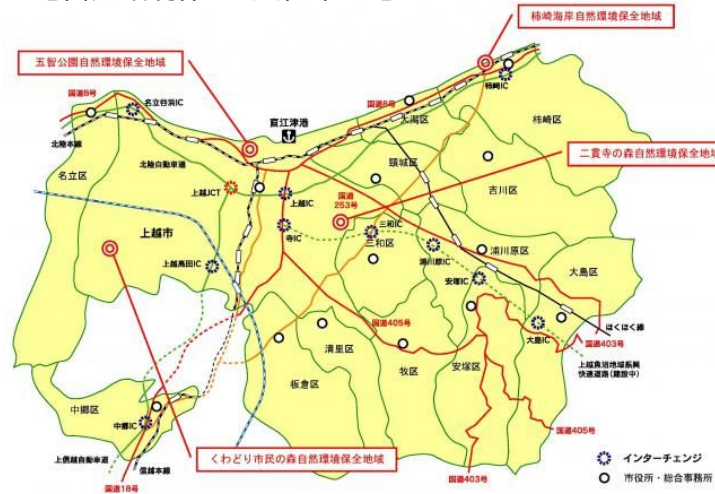 柿崎海岸自然環境保全地域
五智公園自然環境保全地域
国道8号
名立谷浜IC
直江津港
国道8号
柿崎IC
大潟区
柿崎区
北陸本線
北陸自動車道
頸城区
二貫寺の森自然環境保全地域
名立区
上越JCT
上越IC
国道
253号
吉川区
上越市
寺IC
三和IC
三和区
浦川原IC
浦川原区
上越高田IC
安塚IC
大島区
ほくほく線
国道405号
大島IC
国道403号
清里区
牧区
安塚区
上越魚沼地域振興
快速道路(建設中)
板倉区
中郷区
中郷IC
国道405号
くわどり市民の森自然環境保全地域
上信越自動車道
信越本線
国道18号
国道403号
インターチェンジ
市役所・総合事務所